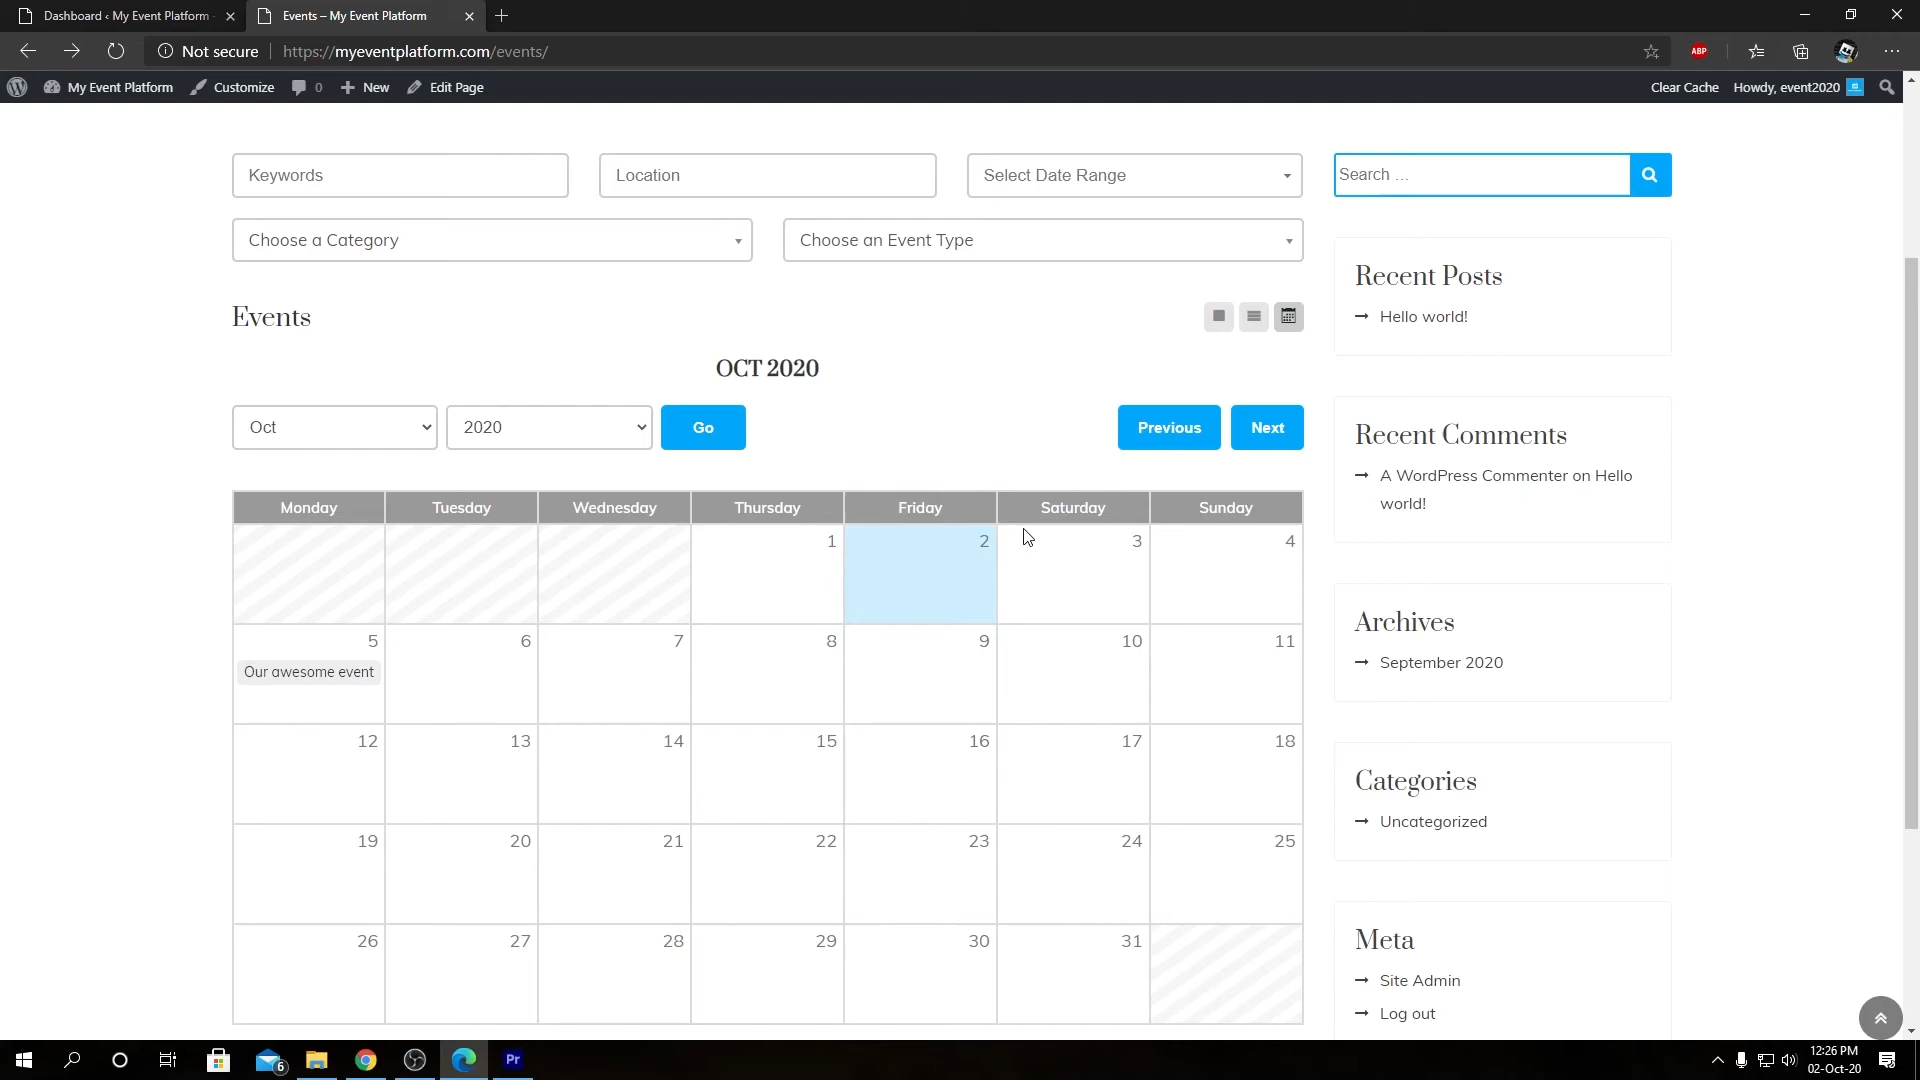 Dashboard ‹ My Event Platform
Events – My Event Platform
Not secure
https://myeventplatform.com/events/
ABP
My Event Platform
Customize
0
New
Edit Page
Clear Cache
Howdy, event2020
Keywords
Location
Select Date Range
Search …
Choose a Category
Choose an Event Type
Events
OCT 2020
Oct
2020
Go
Previous
Next
Monday Tuesday Wednesday Thursday Friday Saturday Sunday
1 2 3 4
5 6 7 8 9 10 11
Our awesome event
12 13 14 15 16 17 18
19 20 21 22 23 24 25
26 27 28 29 30 31
Recent Posts
Hello world!
Recent Comments
A WordPress Commenter on Hello
world!
Archives
September 2020
Categories
Uncategorized
Meta
Site Admin
Log out
6
Pr
12:26 PM
02-Oct-20